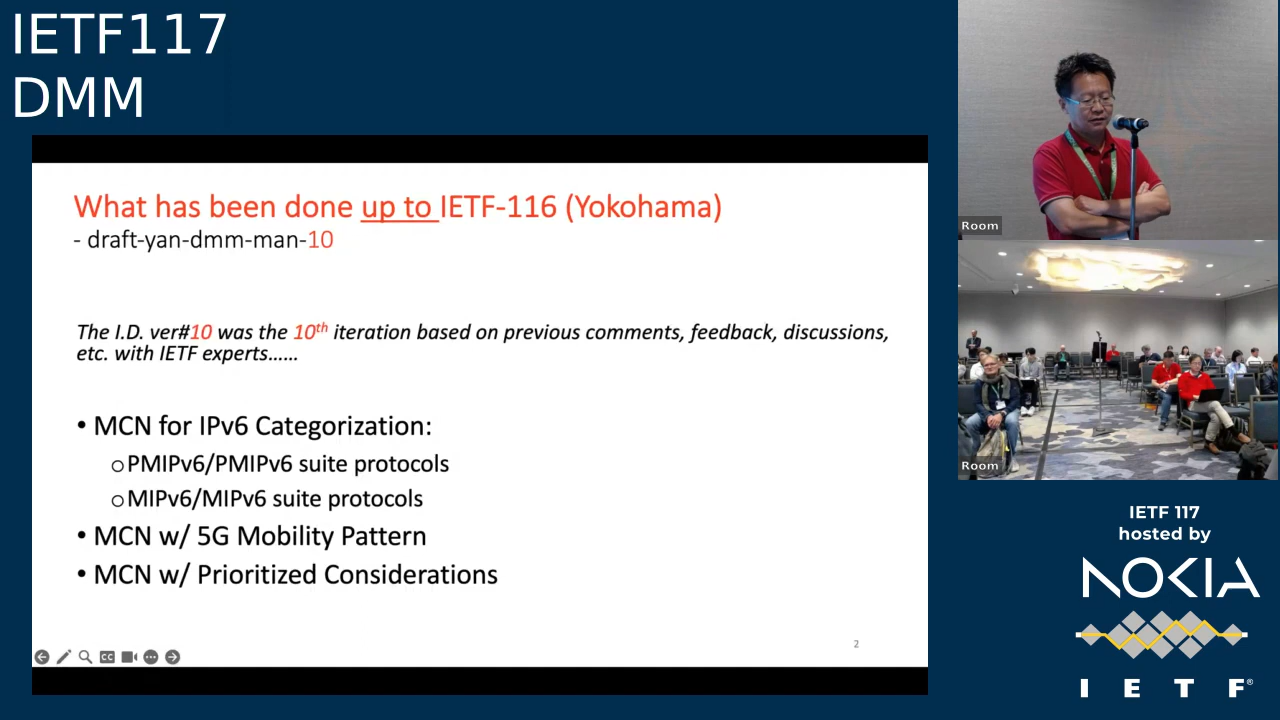 IETF117
DMM
What has been done up to IETF-116 (Yokohama)
- draft-yan-dmm-man-10
The I.D. ver#10 was the 10th iteration based on previous comments, feedback, discussions,
etc. with IETF experts......
• MCN for IPv6 Categorization:
o PMIPv6/PMIPv6 suite protocols
o MIPv6/MIPv6 suite protocols
• MCN w/ 5G Mobility Pattern
• MCN w/ Prioritized Considerations
2
CC
Room
Room
IETF 117
hosted by
NOKIA
I E T F®